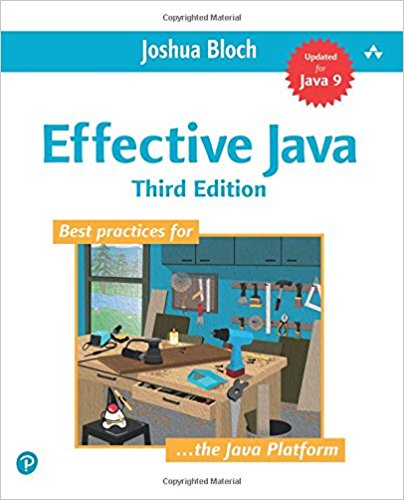 Copyrighted Material
Joshua Bloch
Updated
for
Java 9
Effective Java
Third Edition
Best practices for
...the Java Platform
P
Copyrighted Material